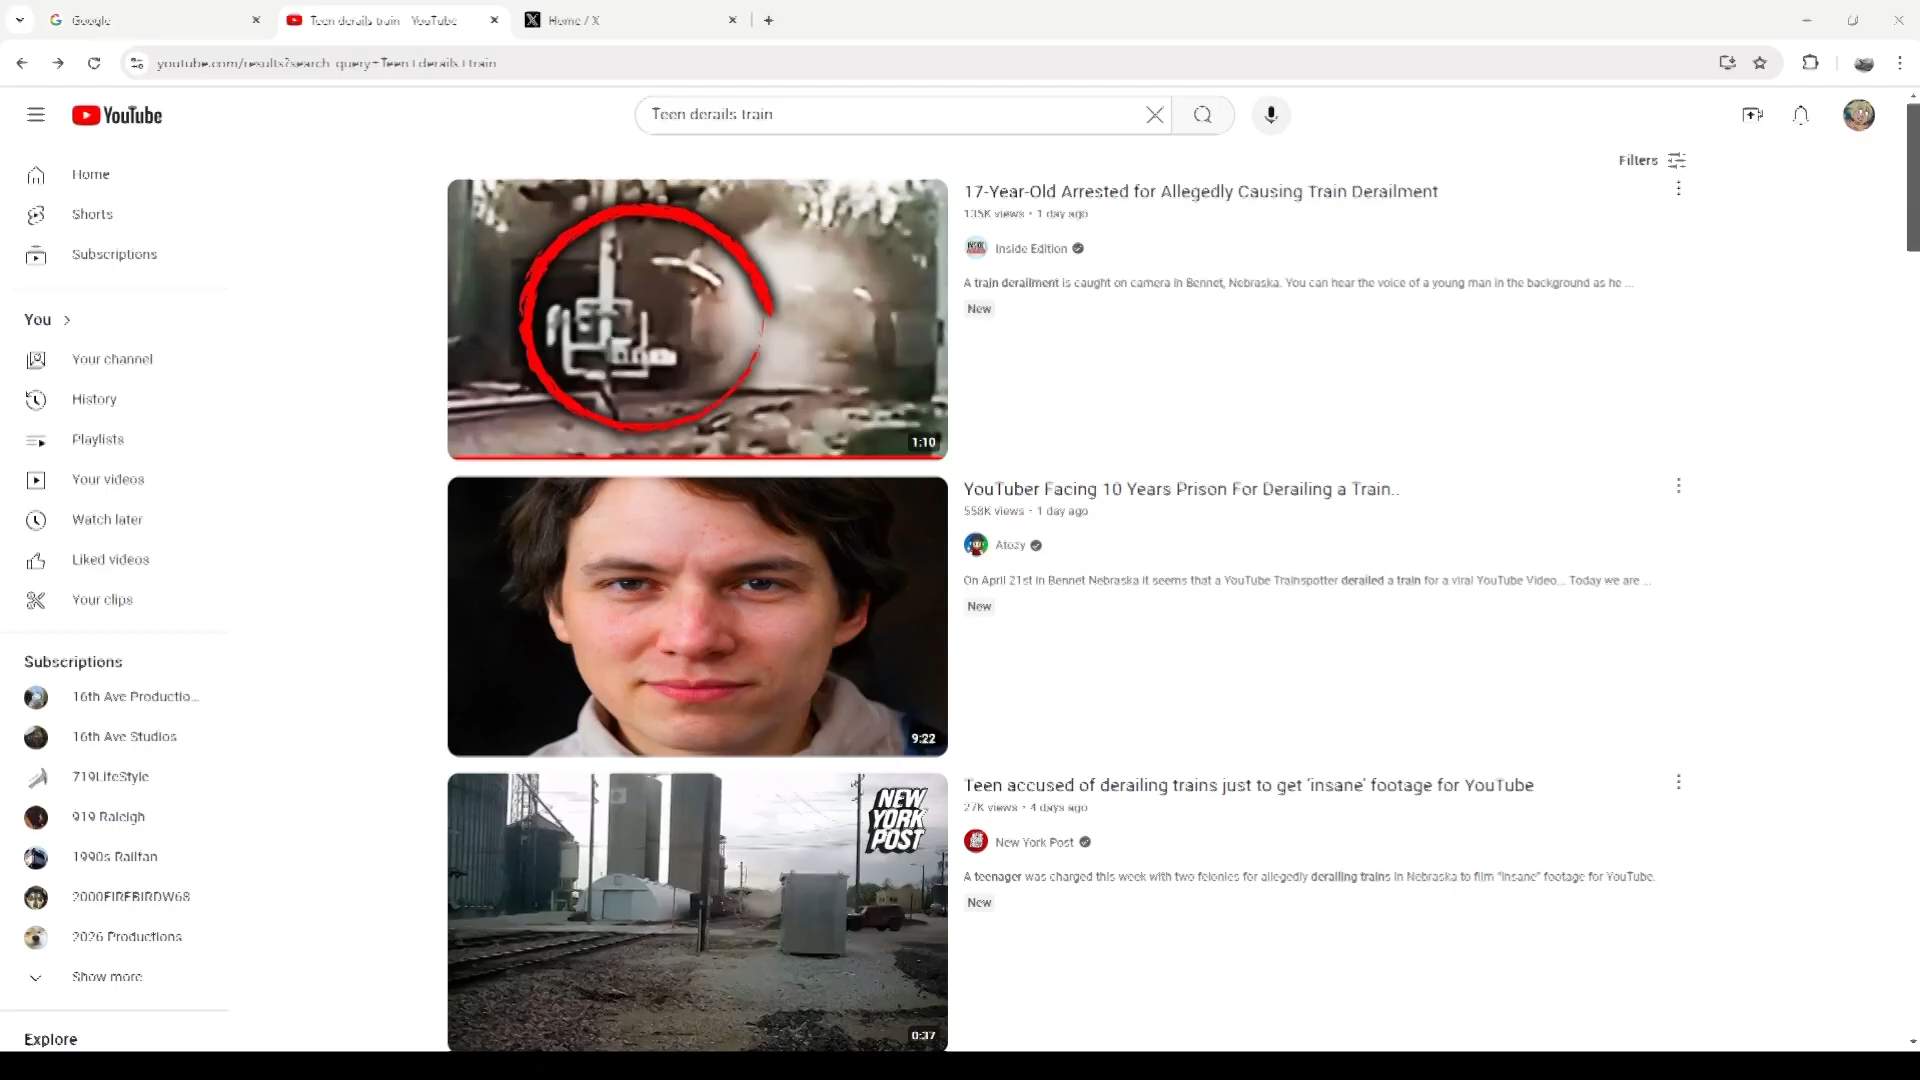 Google
Teen derails train - YouTube
Home / X
youtube.com/results?search_query=Teen+derails+train
YouTube
Teen derails train
Filters
Home
Shorts
Subscriptions
You
Your channel
History
Playlists
Your videos
Watch later
Liked videos
Your clips
Subscriptions
16th Ave Productio...
16th Ave Studios
719LifeStyle
919 Raleigh
1990s Railfan
2000FIREBIRDW68
2026 Productions
Show more
Explore
1:10
17-Year-Old Arrested for Allegedly Causing Train Derailment
135K views • 1 day ago
Inside Edition
A train derailment is caught on camera in Bennet, Nebraska. You can hear the voice of a young man in the background as he ...
New
9:22
YouTuber Facing 10 Years Prison For Derailing a Train..
558K views • 1 day ago
Atozy
On April 21st in Bennet Nebraska it seems that a YouTube Trainspotter derailed a train for a viral YouTube Video... Today we are ...
New
NEW
YORK
POST
0:37
Teen accused of derailing trains just to get 'insane' footage for YouTube
27K views • 4 days ago
New York Post
A teenager was charged this week with two felonies for allegedly derailing trains in Nebraska to film "insane" footage for YouTube.
New